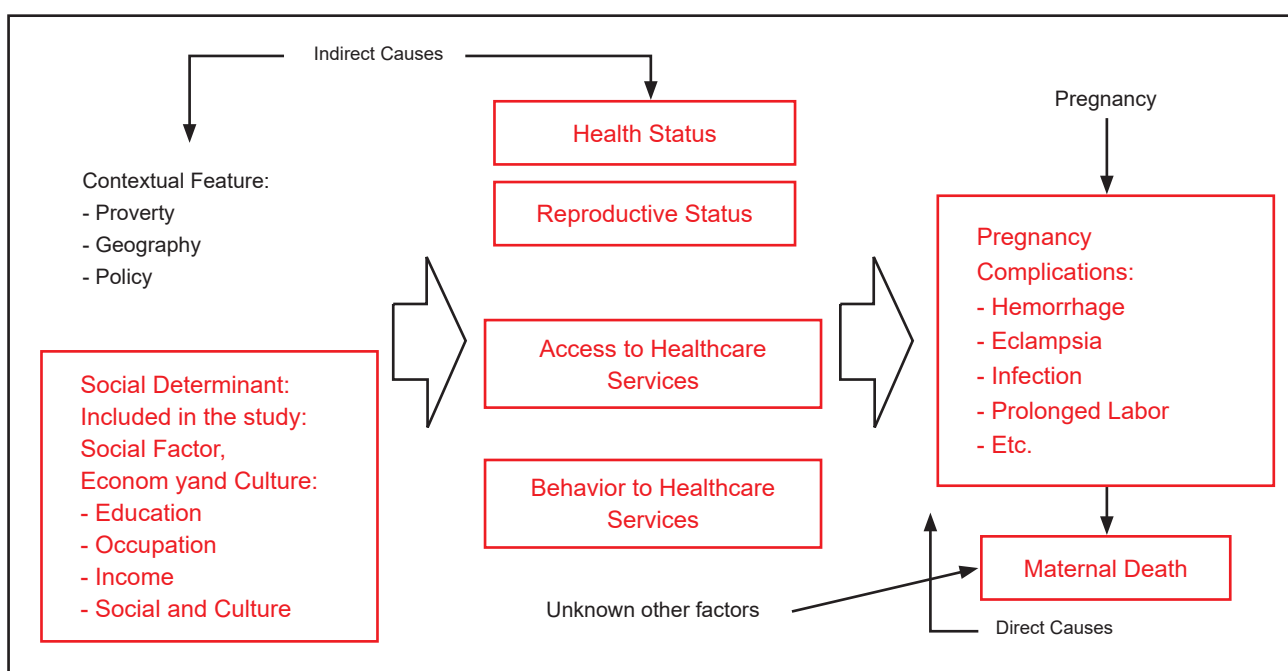 Indirect Causes
Contextual Feature:
- Proverty
- Geography
- Policy
Social Determinant:
Included in the study:
Social Factor,
Econom yand Culture:
- Education
- Occupation
- Income
- Social and Culture
Health Status
Reproductive Status
Access to Healthcare
Services
Behavior to Healthcare
Services
Unknown other factors
Pregnancy
Pregnancy
Complications:
- Hemorrhage
- Eclampsia
- Infection
- Prolonged Labor
- Etc.
Maternal Death
Direct Causes